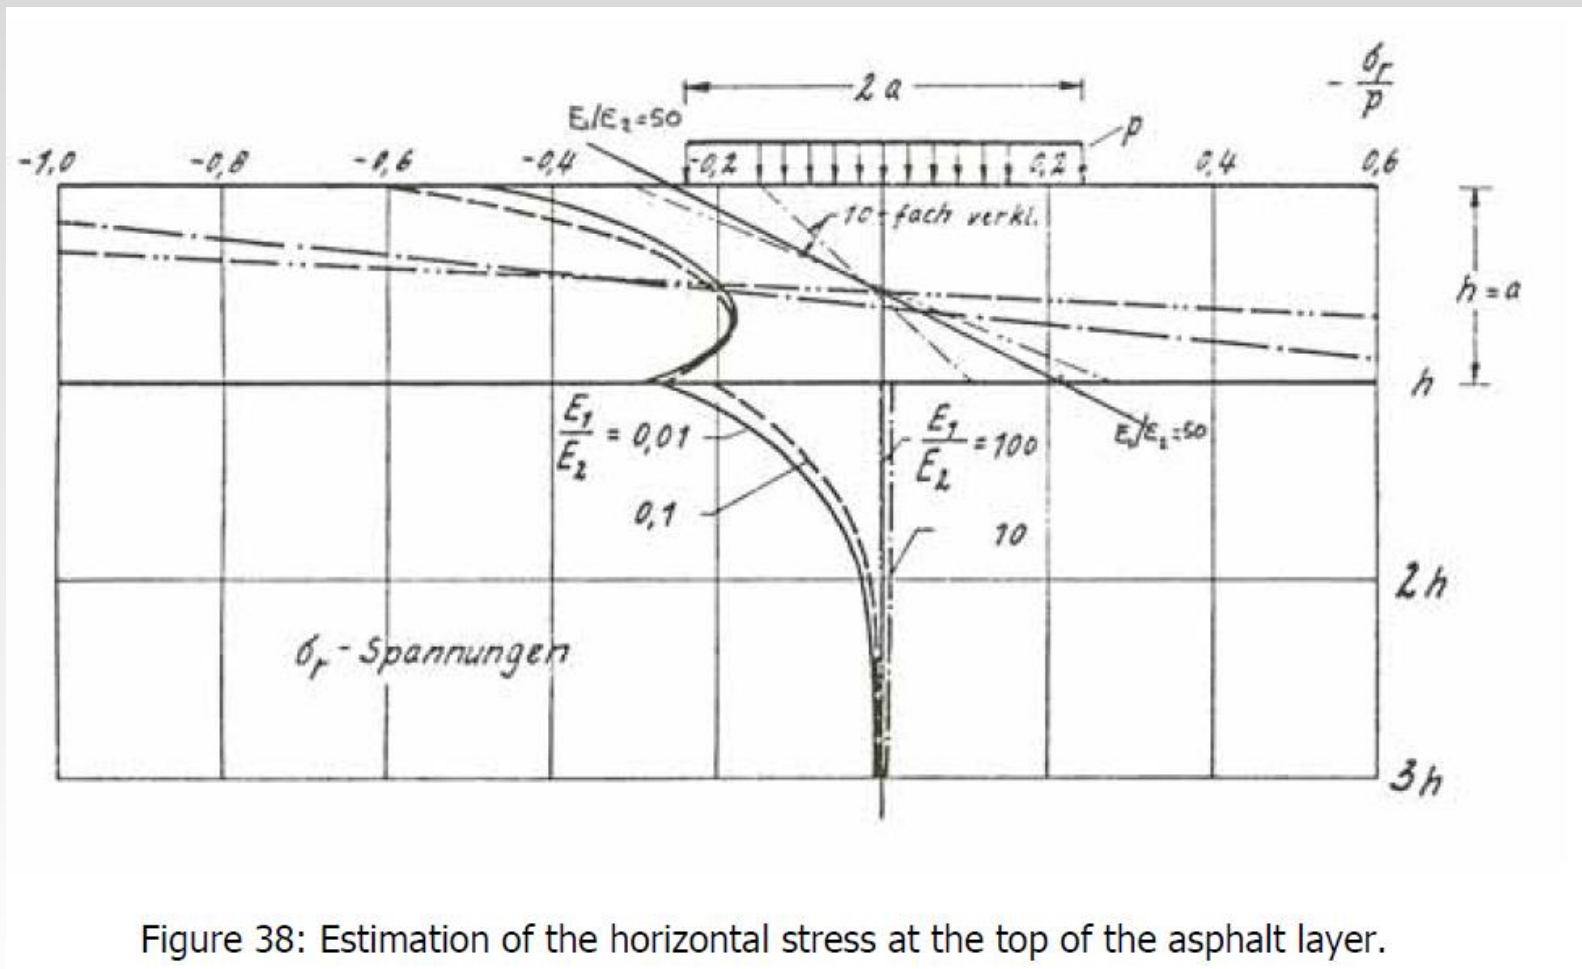 2a
- σr/p
E1/E2=50
p
-1,0 -0,8 -0,6 -0,4 -0,2 0,2 0,4 0,6
10-fach verkl.
h=a
h
E1/E2 = 0,01
E1/E2 = 100
E1/E2=50
0,1
10
2h
σr-Spannungen
3h
Figure 38: Estimation of the horizontal stress at the top of the asphalt layer.